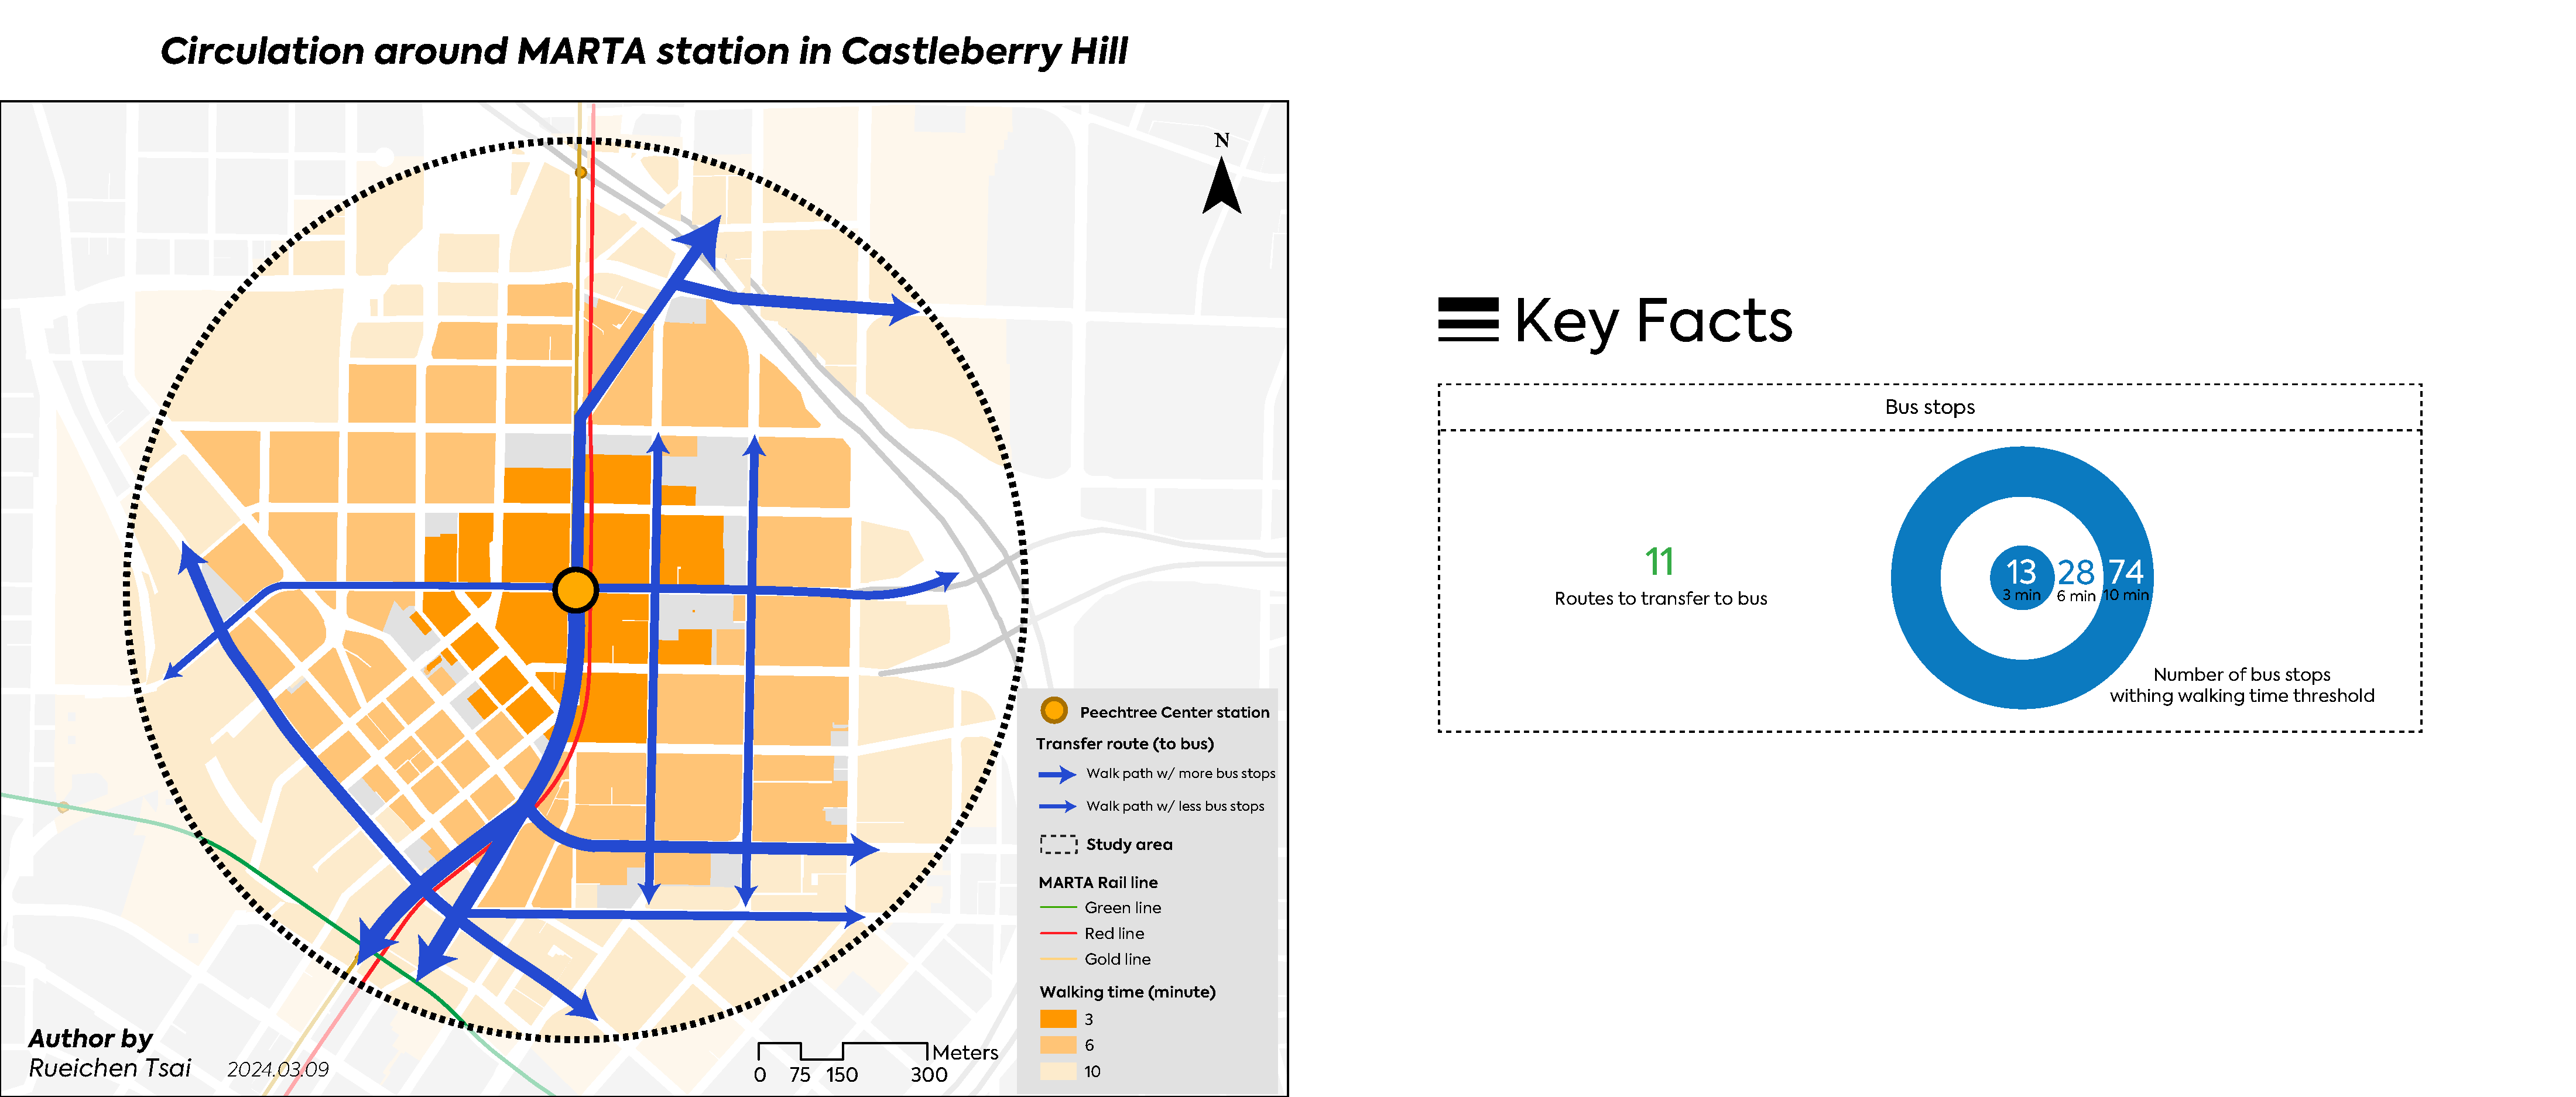 Circulation around MARTA station in Castleberry Hill
N
Peechtree Center station
Transfer route (to bus)
Walk path w/ more bus stops
Walk path w/ less bus stops
Study area
MARTA Rail line
Green line
Red line
Gold line
Walking time (minute)
3
6
10
Author by
Rueichen Tsai 2024.03.09
Meters
0 75 150 300
Key Facts
Bus stops
11
Routes to transfer to bus
13 28 74
3 min 6 min 10 min
Number of bus stops
withing walking time threshold